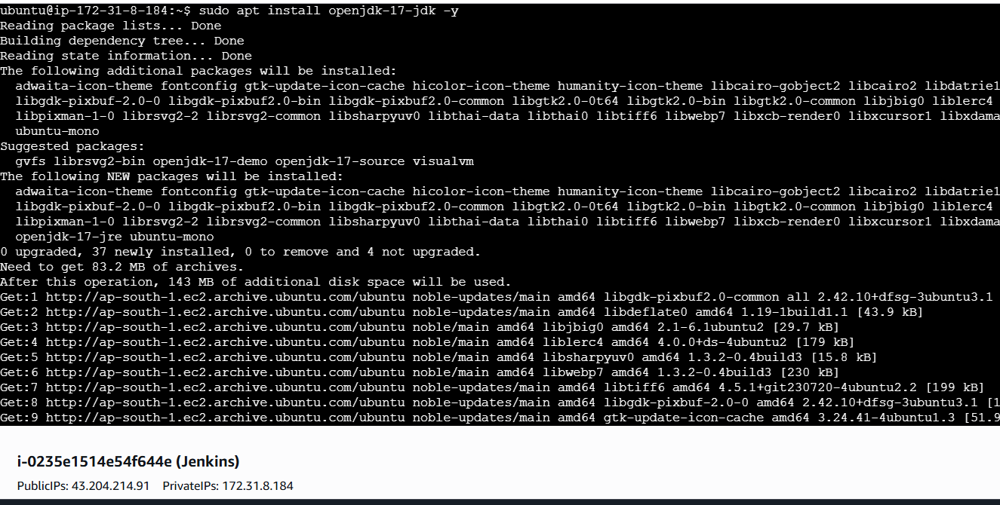 ubuntu@ip-172-31-8-184:~$ sudo apt install openjdk-17-jdk -y
Reading package lists... Done
Building dependency tree... Done
Reading state information... Done
The following additional packages will be installed:
  adwaita-icon-theme fontconfig gtk-update-icon-cache hicolor-icon-theme humanity-icon-theme libcairo-gobject2 libcairo2 libdatrie1
  libgdk-pixbuf-2.0-0 libgdk-pixbuf2.0-bin libgdk-pixbuf2.0-common libgtk2.0-0t64 libgtk2.0-bin libgtk2.0-common libjbig0 liblerc4
  libpixman-1-0 librsvg2-2 librsvg2-common libsharpyuv0 libthai-data libthai0 libtiff6 libwebp7 libxcb-render0 libxcursor1 libxdama
  ubuntu-mono
Suggested packages:
  gvfs librsvg2-bin openjdk-17-demo openjdk-17-source visualvm
The following NEW packages will be installed:
  adwaita-icon-theme fontconfig gtk-update-icon-cache hicolor-icon-theme humanity-icon-theme libcairo-gobject2 libcairo2 libdatrie1
  libgdk-pixbuf-2.0-0 libgdk-pixbuf2.0-bin libgdk-pixbuf2.0-common libgtk2.0-0t64 libgtk2.0-bin libgtk2.0-common libjbig0 liblerc4
  libpixman-1-0 librsvg2-2 librsvg2-common libsharpyuv0 libthai-data libthai0 libtiff6 libwebp7 libxcb-render0 libxcursor1 libxdama
  openjdk-17-jre ubuntu-mono
0 upgraded, 37 newly installed, 0 to remove and 4 not upgraded.
Need to get 83.2 MB of archives.
After this operation, 143 MB of additional disk space will be used.
Get:1 http://ap-south-1.ec2.archive.ubuntu.com/ubuntu noble-updates/main amd64 libgdk-pixbuf2.0-common all 2.42.10+dfsg-3ubuntu3.1
Get:2 http://ap-south-1.ec2.archive.ubuntu.com/ubuntu noble-updates/main amd64 libdeflate0 amd64 1.19-1build1.1 [43.9 kB]
Get:3 http://ap-south-1.ec2.archive.ubuntu.com/ubuntu noble/main amd64 libjbig0 amd64 2.1-6.1ubuntu2 [29.7 kB]
Get:4 http://ap-south-1.ec2.archive.ubuntu.com/ubuntu noble/main amd64 liblerc4 amd64 4.0.0+ds-4ubuntu2 [179 kB]
Get:5 http://ap-south-1.ec2.archive.ubuntu.com/ubuntu noble/main amd64 libsharpyuv0 amd64 1.3.2-0.4build3 [15.8 kB]
Get:6 http://ap-south-1.ec2.archive.ubuntu.com/ubuntu noble/main amd64 libwebp7 amd64 1.3.2-0.4build3 [230 kB]
Get:7 http://ap-south-1.ec2.archive.ubuntu.com/ubuntu noble-updates/main amd64 libtiff6 amd64 4.5.1+git230720-4ubuntu2.2 [199 kB]
Get:8 http://ap-south-1.ec2.archive.ubuntu.com/ubuntu noble-updates/main amd64 libgdk-pixbuf-2.0-0 amd64 2.42.10+dfsg-3ubuntu3.1 [1
Get:9 http://ap-south-1.ec2.archive.ubuntu.com/ubuntu noble-updates/main amd64 gtk-update-icon-cache amd64 3.24.41-4ubuntu1.3 [51.9
i-0235e1514e54f644e (Jenkins)
PublicIPs: 43.204.214.91 PrivateIPs: 172.31.8.184